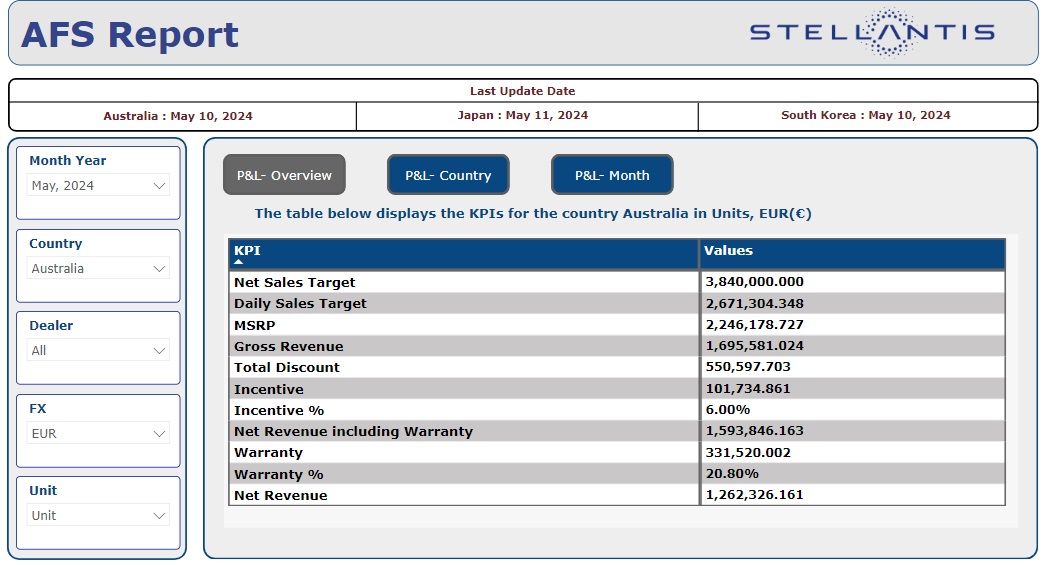 AFS Report
STELLANTIS
Last Update Date
Australia : May 10, 2024
Japan : May 11, 2024
South Korea : May 10, 2024
Month Year
May, 2024
Country
Australia
Dealer
All
FX
EUR
Unit
Unit
P&L- Overview
P&L- Country
P&L- Month
The table below displays the KPIs for the country Australia in Units, EUR(€)
KPI Values
Net Sales Target 3,840,000.000
Daily Sales Target 2,671,304.348
MSRP 2,246,178.727
Gross Revenue 1,695,581.024
Total Discount 550,597.703
Incentive 101,734.861
Incentive % 6.00%
Net Revenue including Warranty 1,593,846.163
Warranty 331,520.002
Warranty % 20.80%
Net Revenue 1,262,326.161